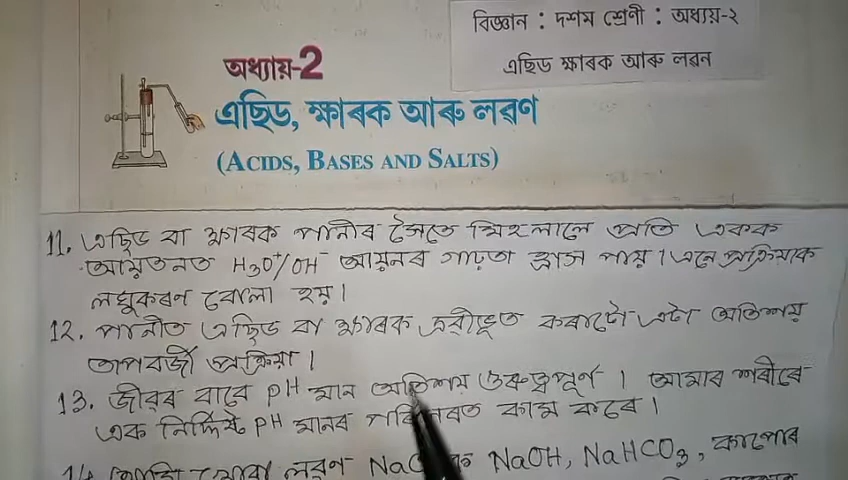 বিজ্ঞান : দশম শ্ৰেণী : অধ্যায়-২
এছিড ক্ষাৰক আৰু লৱন
অধ্যায়-2
এছিড, ক্ষাৰক আৰু লৱণ
(ACIDS, BASES AND SALTS)
11. এছিড বা ক্ষাৰক পানীৰ সৈতে মিহলালে প্ৰতি একক
আয়তনত H₃O⁺/OH⁻ আয়নৰ গাঢ়তা হ্ৰাস পায়। এনে প্ৰক্ৰিয়াকে
লঘুকৰণ বোলা হয়।
12. পানীত এছিড বা ক্ষাৰক দ্ৰৱীভূত কৰাটো এটা অতিশয়
তাপবৰ্জী প্ৰক্ৰিয়া।
13. জীৱৰ বাবে pH মান অতিশয় গুৰুত্বপূৰ্ণ। আমাৰ শৰীৰে
এক নিৰ্দিষ্ট pH মানৰ কাম কৰে।
14. লৱণ NaOH, NaHCO₃, কাপোৰ